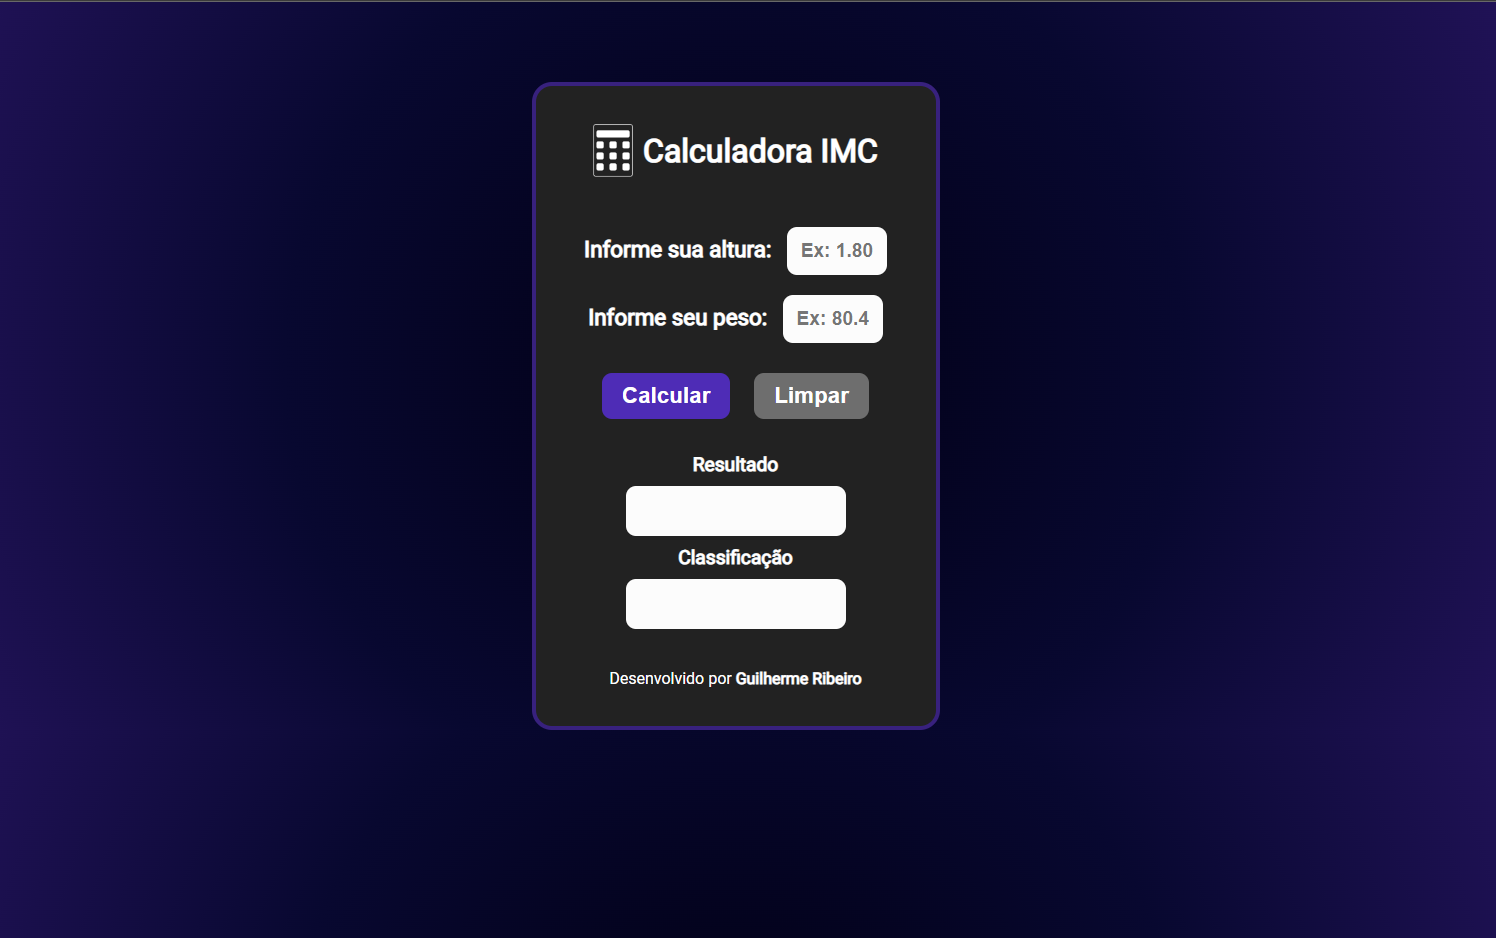 Calculadora IMC
Informe sua altura: Ex: 1.80
Informe seu peso: Ex: 80.4
Calcular Limpar
Resultado
Classificação
Desenvolvido por Guilherme Ribeiro